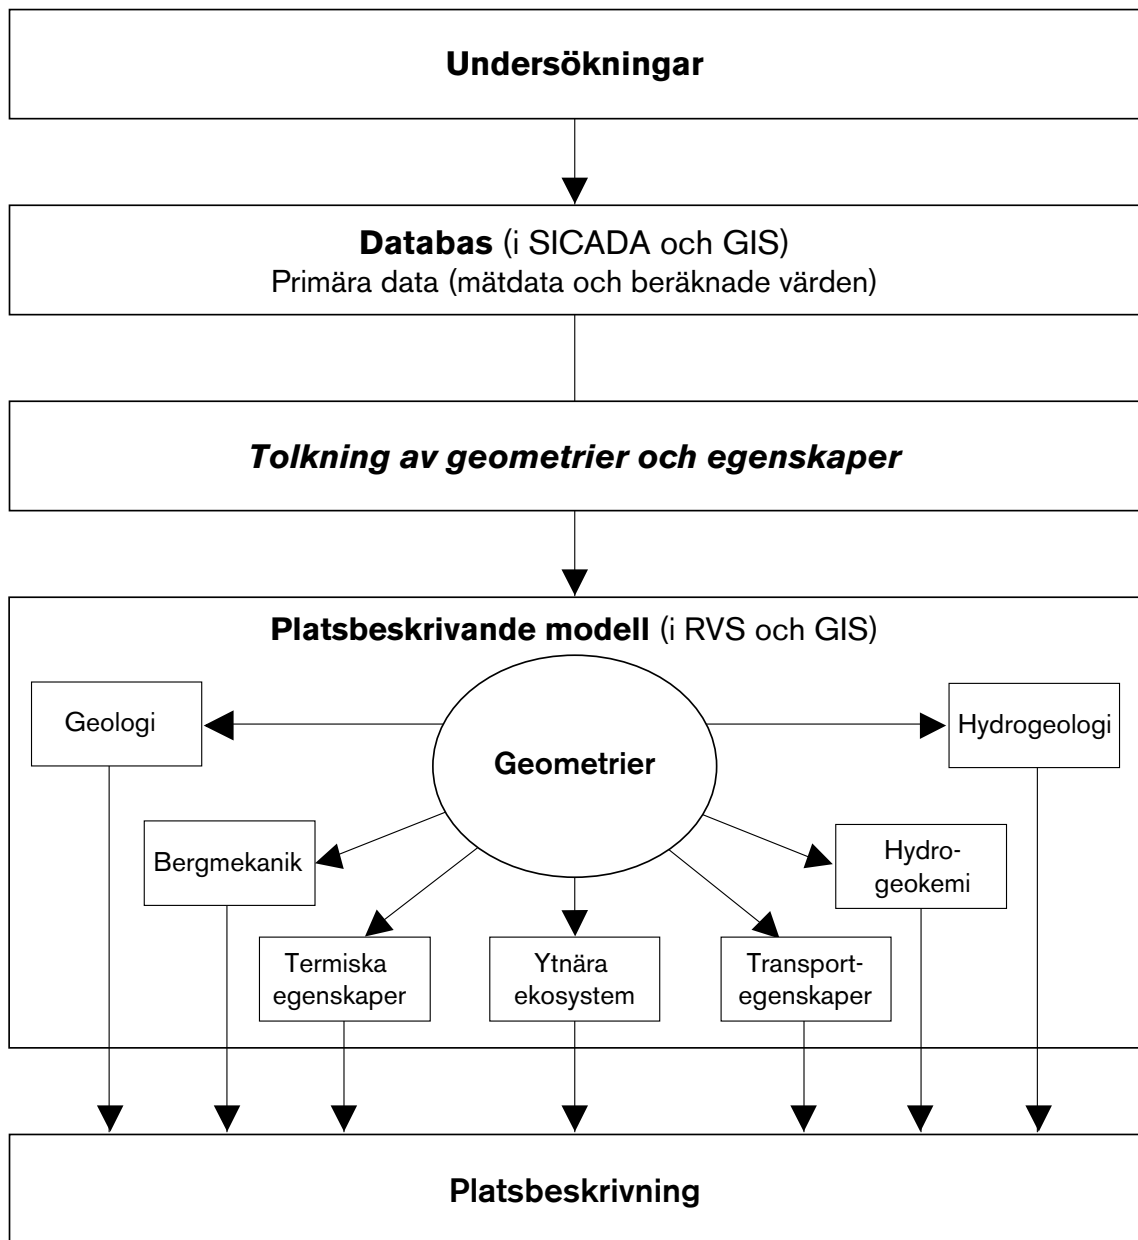 Undersökningar
Databas (i SICADA och GIS)
Primära data (mätdata och beräknade värden)
Tolkning av geometrier och egenskaper
Platsbeskrivande modell (i RVS och GIS)
Geologi
Geometrier
Hydrogeologi
Bergmekanik
Hydro-
geokemi
Termiska
egenskaper
Ytnära
ekosystem
Transport-
egenskaper
Platsbeskrivning